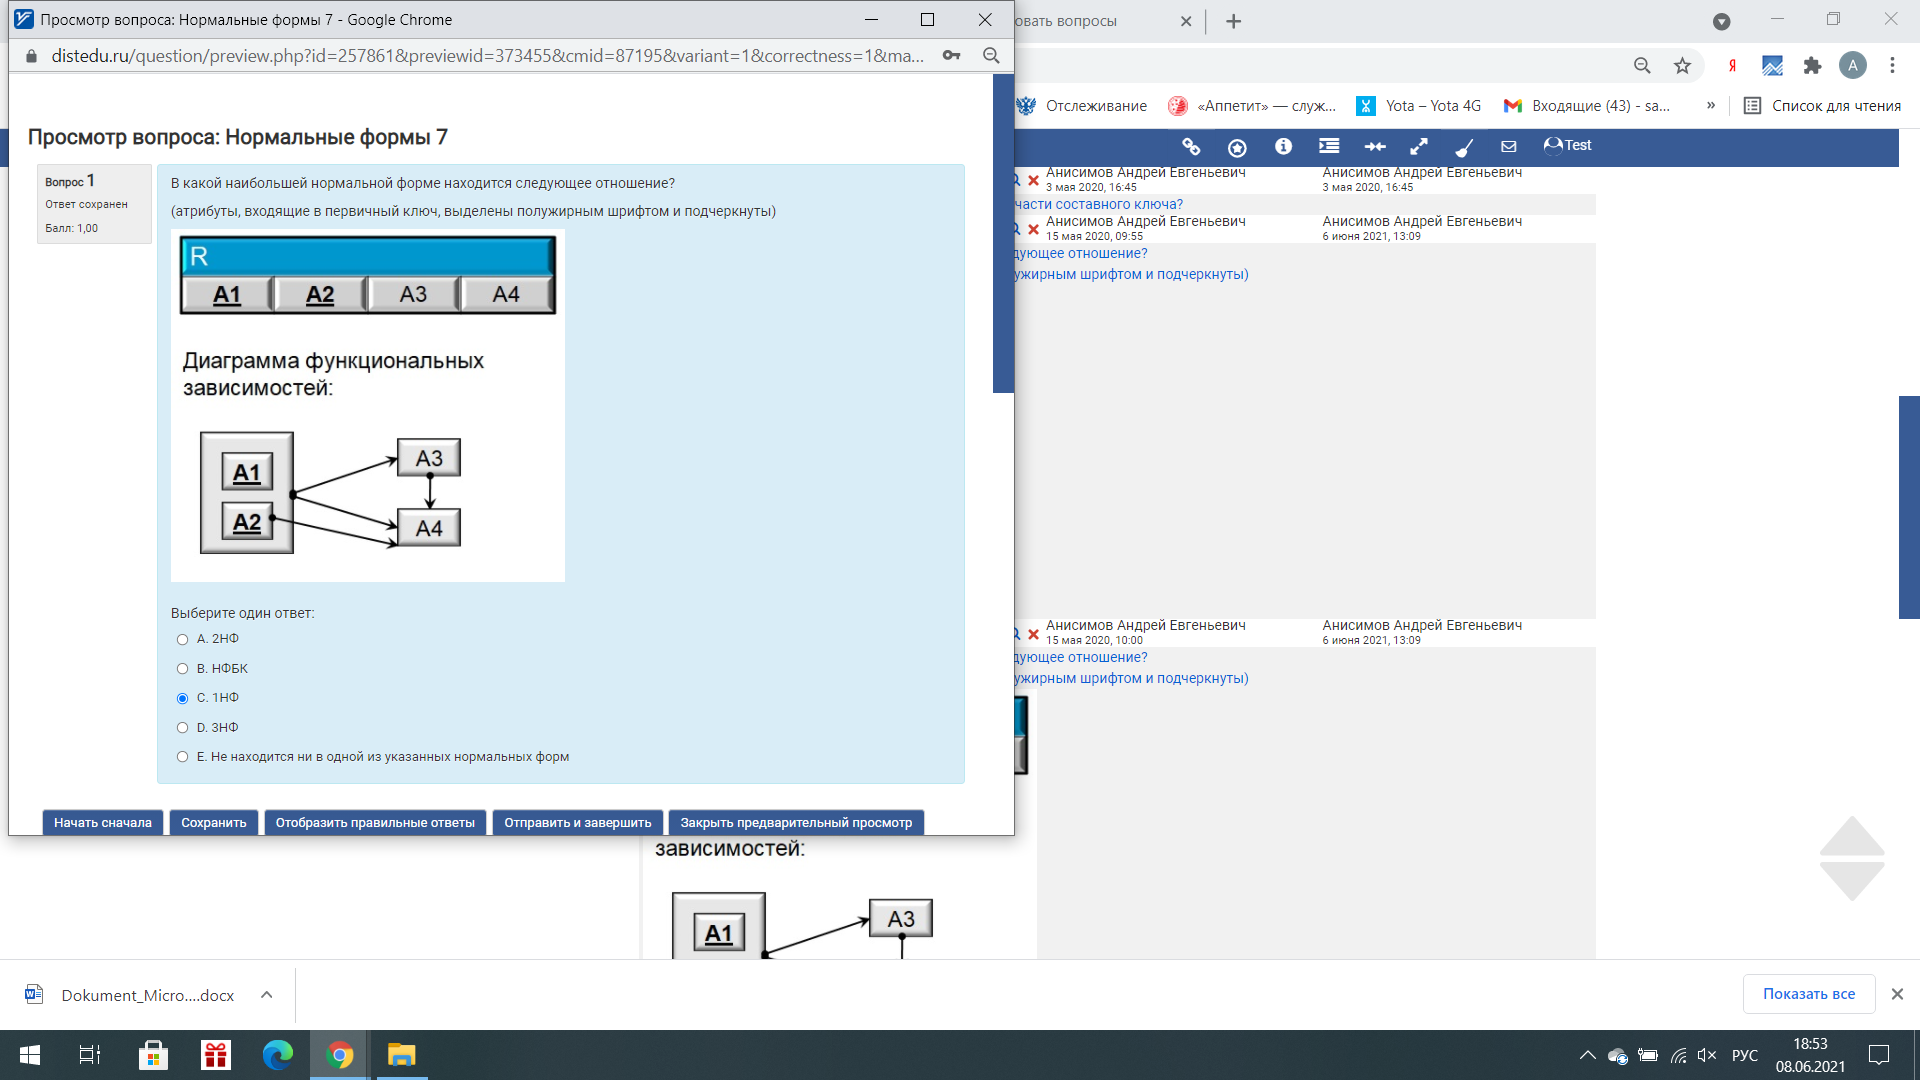 Просмотр вопроса: Нормальные формы 7 - Google Chrome
distedu.ru/question/preview.php?id=257861&previewid=373455&cmid=87195&variant=1&correctness=1&ma...
овать вопросы
Я
A
Отслеживание
«Аппетит» — служ...
Yota – Yota 4G
Входящие (43) - sa...
»
Список для чтения
Test
Просмотр вопроса: Нормальные формы 7
Вопрос 1
Ответ сохранен
Балл: 1,00
В какой наибольшей нормальной форме находится следующее отношение?
(атрибуты, входящие в первичный ключ, выделены полужирным шрифтом и подчеркнуты)
R
A1 A2 A3 A4
Диаграмма функциональных
зависимостей:
A1
A2
A3
A4
Выберите один ответ:
A. 2НФ
B. НФБК
C. 1НФ
D. 3НФ
E. Не находится ни в одной из указанных нормальных форм
Начать сначала
Сохранить
Отобразить правильные ответы
Отправить и завершить
Закрыть предварительный просмотр
Анисимов Андрей Евгеньевич
3 мая 2020, 16:45
Анисимов Андрей Евгеньевич
3 мая 2020, 16:45
части составного ключа?
Анисимов Андрей Евгеньевич
15 мая 2020, 09:55
Анисимов Андрей Евгеньевич
6 июня 2021, 13:09
дующее отношение?
ужирным шрифтом и подчеркнуты)
Анисимов Андрей Евгеньевич
15 мая 2020, 10:00
Анисимов Андрей Евгеньевич
6 июня 2021, 13:09
дующее отношение?
ужирным шрифтом и подчеркнуты)
зависимостей:
A1
A3
Dokument_Micro....docx
Показать все
РУС
18:53
08.06.2021